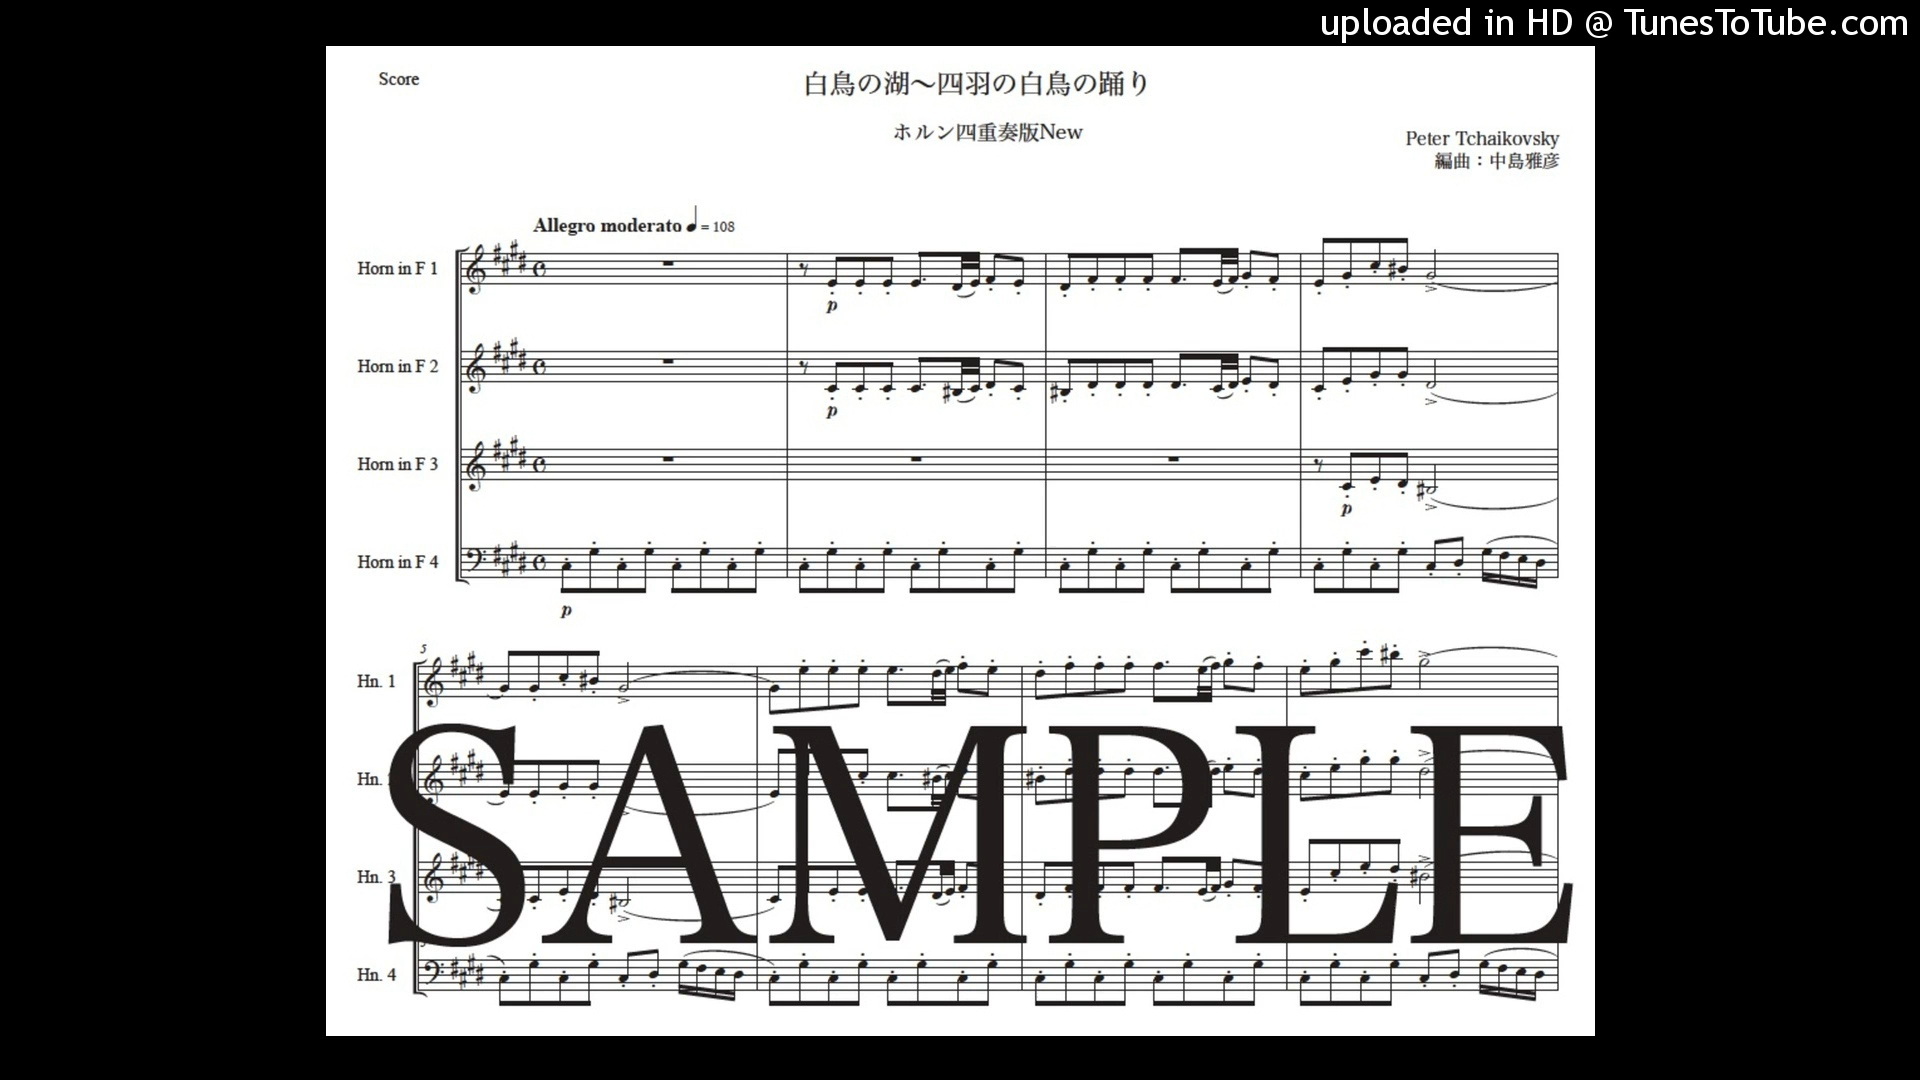 uploaded in HD @ TunesToTube.com
Score
白鳥の湖～四羽の白鳥の踊り
ホルン四重奏版New
Peter Tchaikovsky
編曲：中島雅彦
Allegro moderato ♩= 108
Horn in F 1
p
Horn in F 2
p
Horn in F 3
p
Horn in F 4
p
5
Hn. 1
Hn. 2
Hn. 3
Hn. 4
SAMPLE